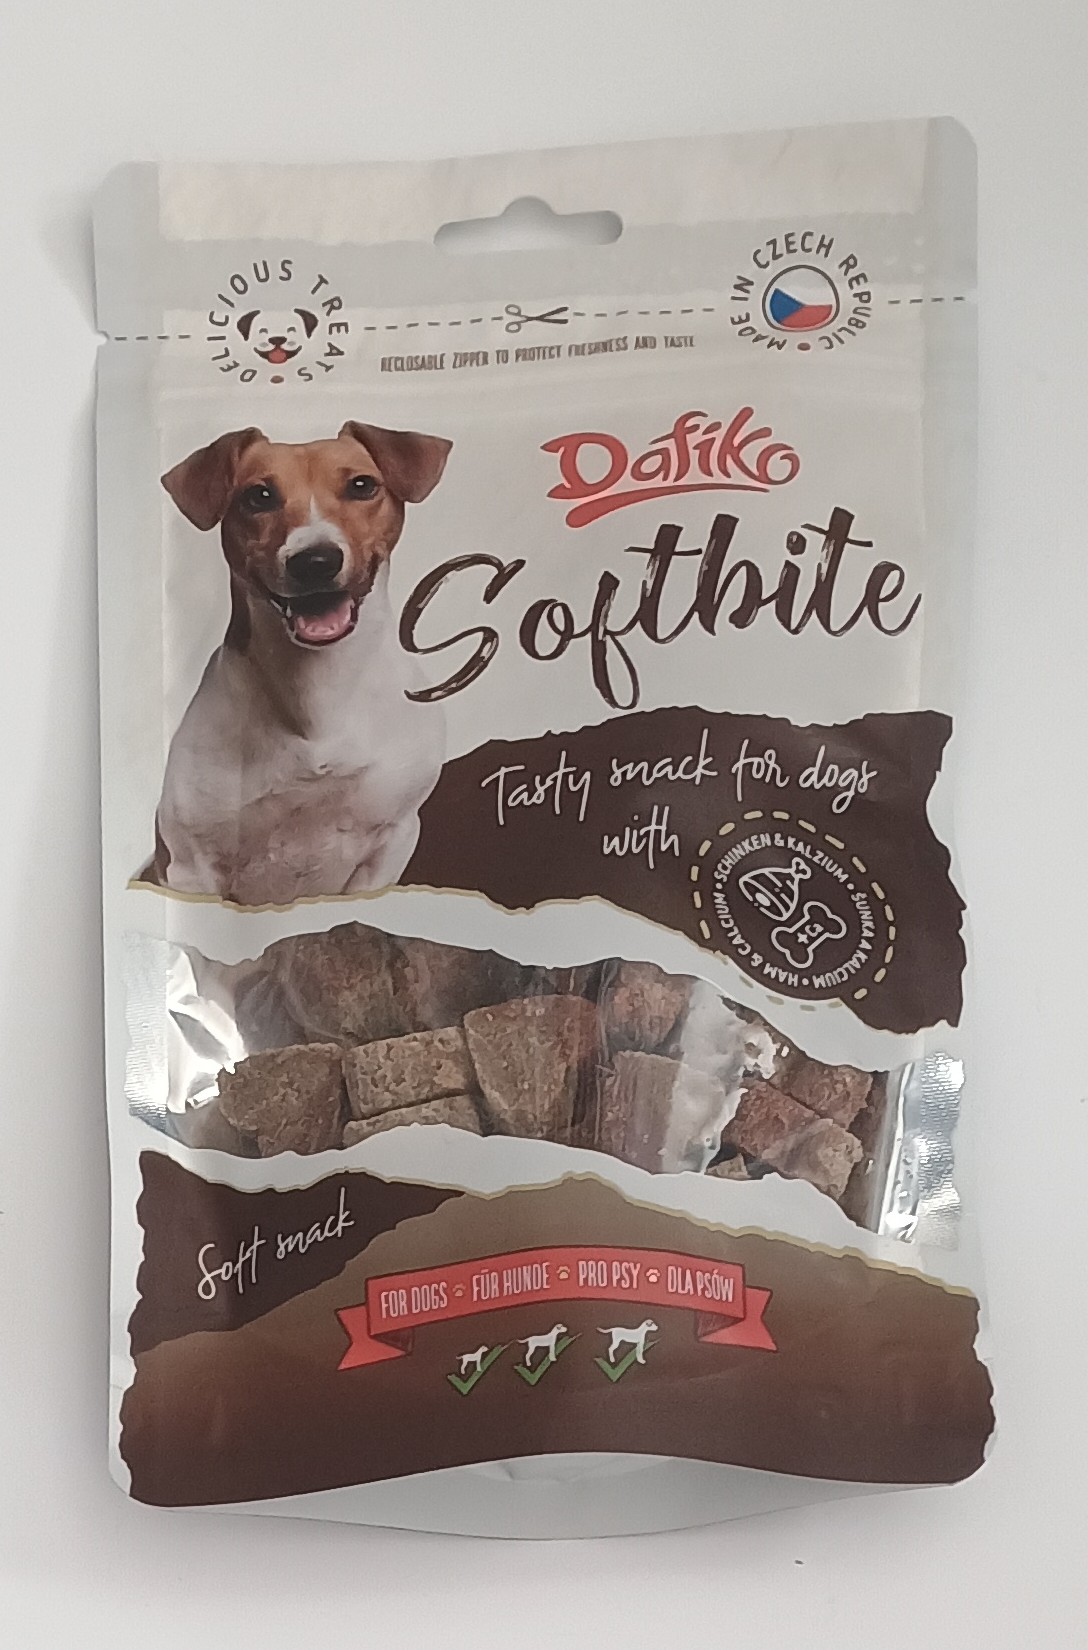 DELICIOUS TREATS •
MADE IN CZECH REPUBLIC •
RECLOSABLE ZIPPER TO PROTECT FRESHNESS AND TASTE
Dafiko
Softbite
Tasty snack for dogs
with
SCHINKEN & KALZIUM • ŠUNKA A KALCIUM • HAM & CALCIUM •
Soft snack
FOR DOGS FÜR HUNDE PRO PSY DLA PSÓW